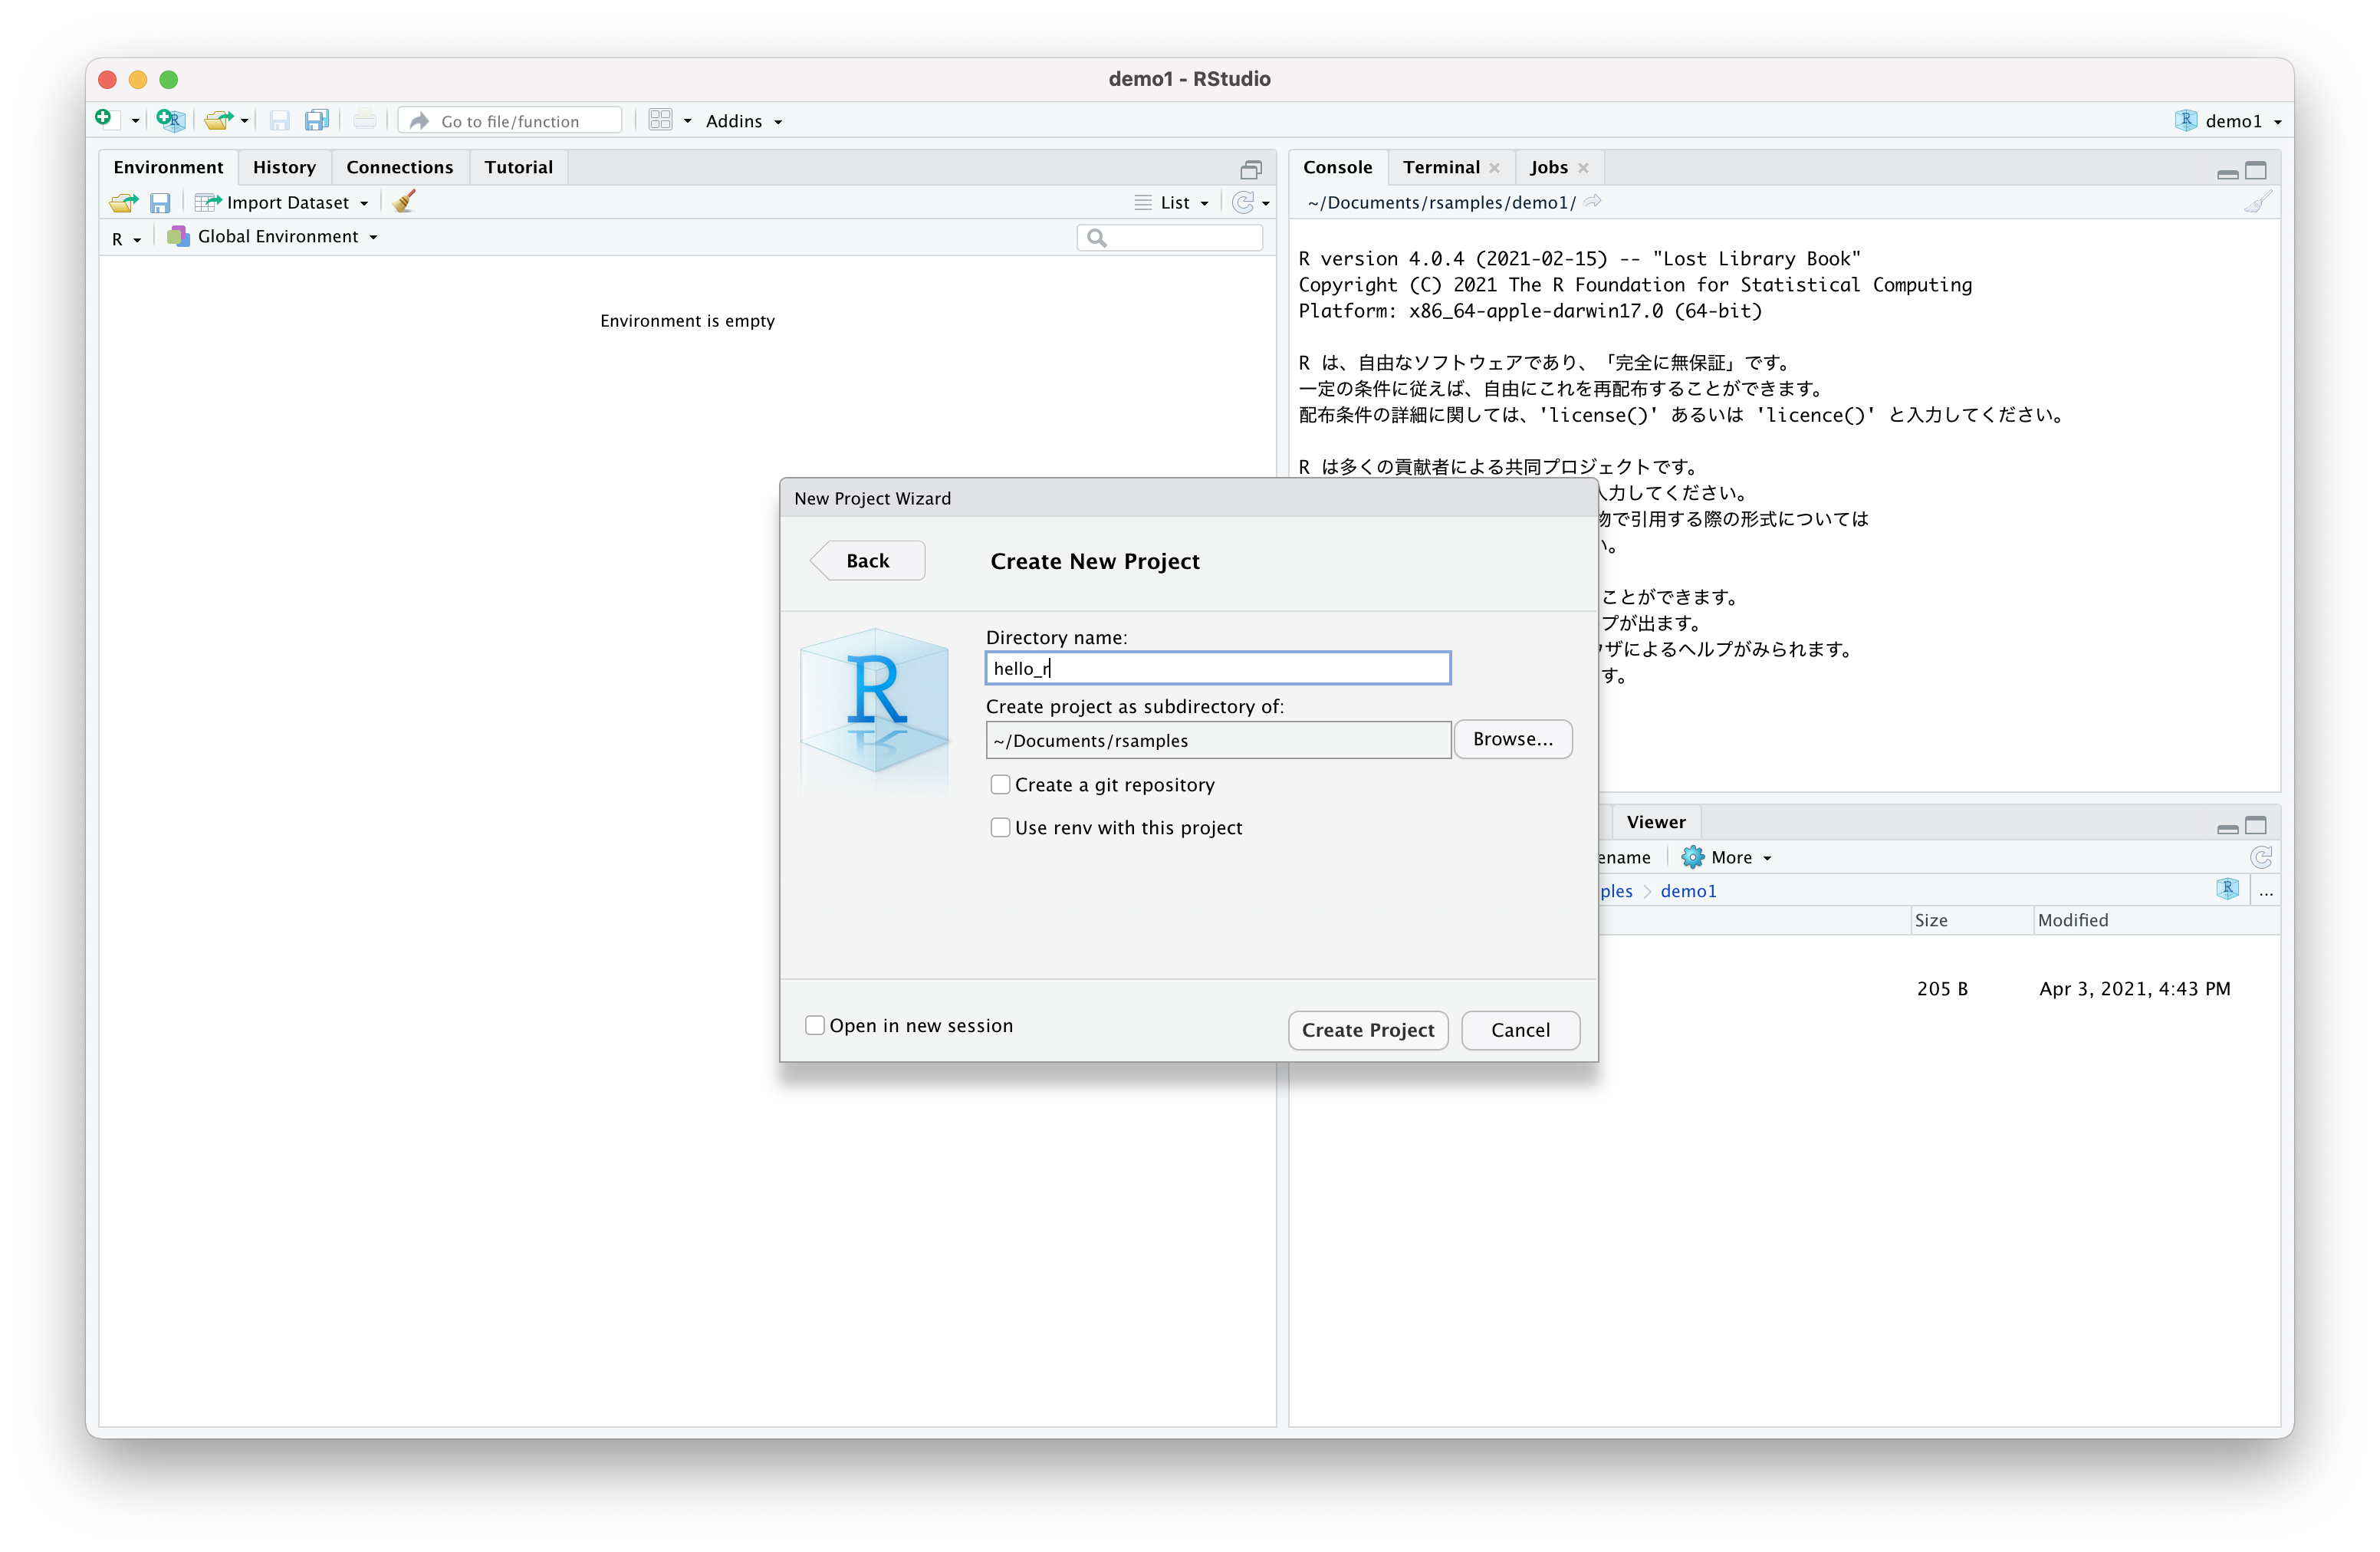 demo1 - RStudio
Go to file/function
Addins
demo1
Environment
History
Connections
Tutorial
Import Dataset
List
R
Global Environment
Environment is empty
Console
Terminal
Jobs
~/Documents/rsamples/demo1/
R version 4.0.4 (2021-02-15) -- "Lost Library Book"
Copyright (C) 2021 The R Foundation for Statistical Computing
Platform: x86_64-apple-darwin17.0 (64-bit)
R は、自由なソフトウェアであり、「完全に無保証」です。
一定の条件に従えば、自由にこれを再配布することができます。
配布条件の詳細に関しては、'license()' あるいは 'licence()' と入力してください。
R は多くの貢献者による共同プロジェクトです。
入力してください。
物で引用する際の形式については
い。
ことができます。
プが出ます。
ウザによるヘルプがみられます。
す。
New Project Wizard
Back
Create New Project
R
Directory name:
hello_r
Create project as subdirectory of:
~/Documents/rsamples
Browse...
Create a git repository
Use renv with this project
Open in new session
Create Project
Cancel
Viewer
ename
More
ples
demo1
...
Size
Modified
205 B
Apr 3, 2021, 4:43 PM